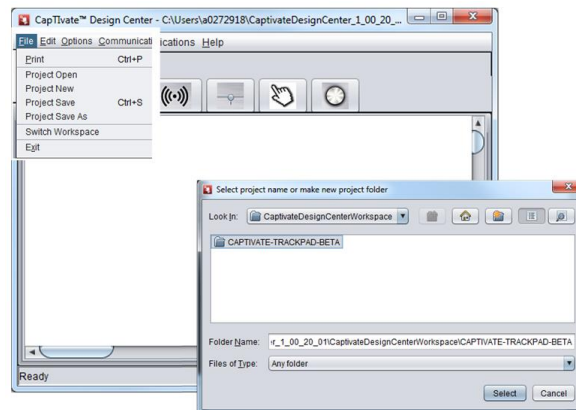 CapTIvate™ Design Center - C:\Users\a0272918\CaptivateDesignCenter_1_00_20_...
File Edit Options Communicati ications Help
Print Ctrl+P
Project Open
Project New
Project Save Ctrl+S
Project Save As
Switch Workspace
Exit
Select project name or make new project folder
Look In: CaptivateDesignCenterWorkspace
CAPTIVATE-TRACKPAD-BETA
Folder Name: r_1_00_20_01\CaptivateDesignCenterWorkspace\CAPTIVATE-TRACKPAD-BETA
Files of Type: Any folder
Select Cancel
Ready